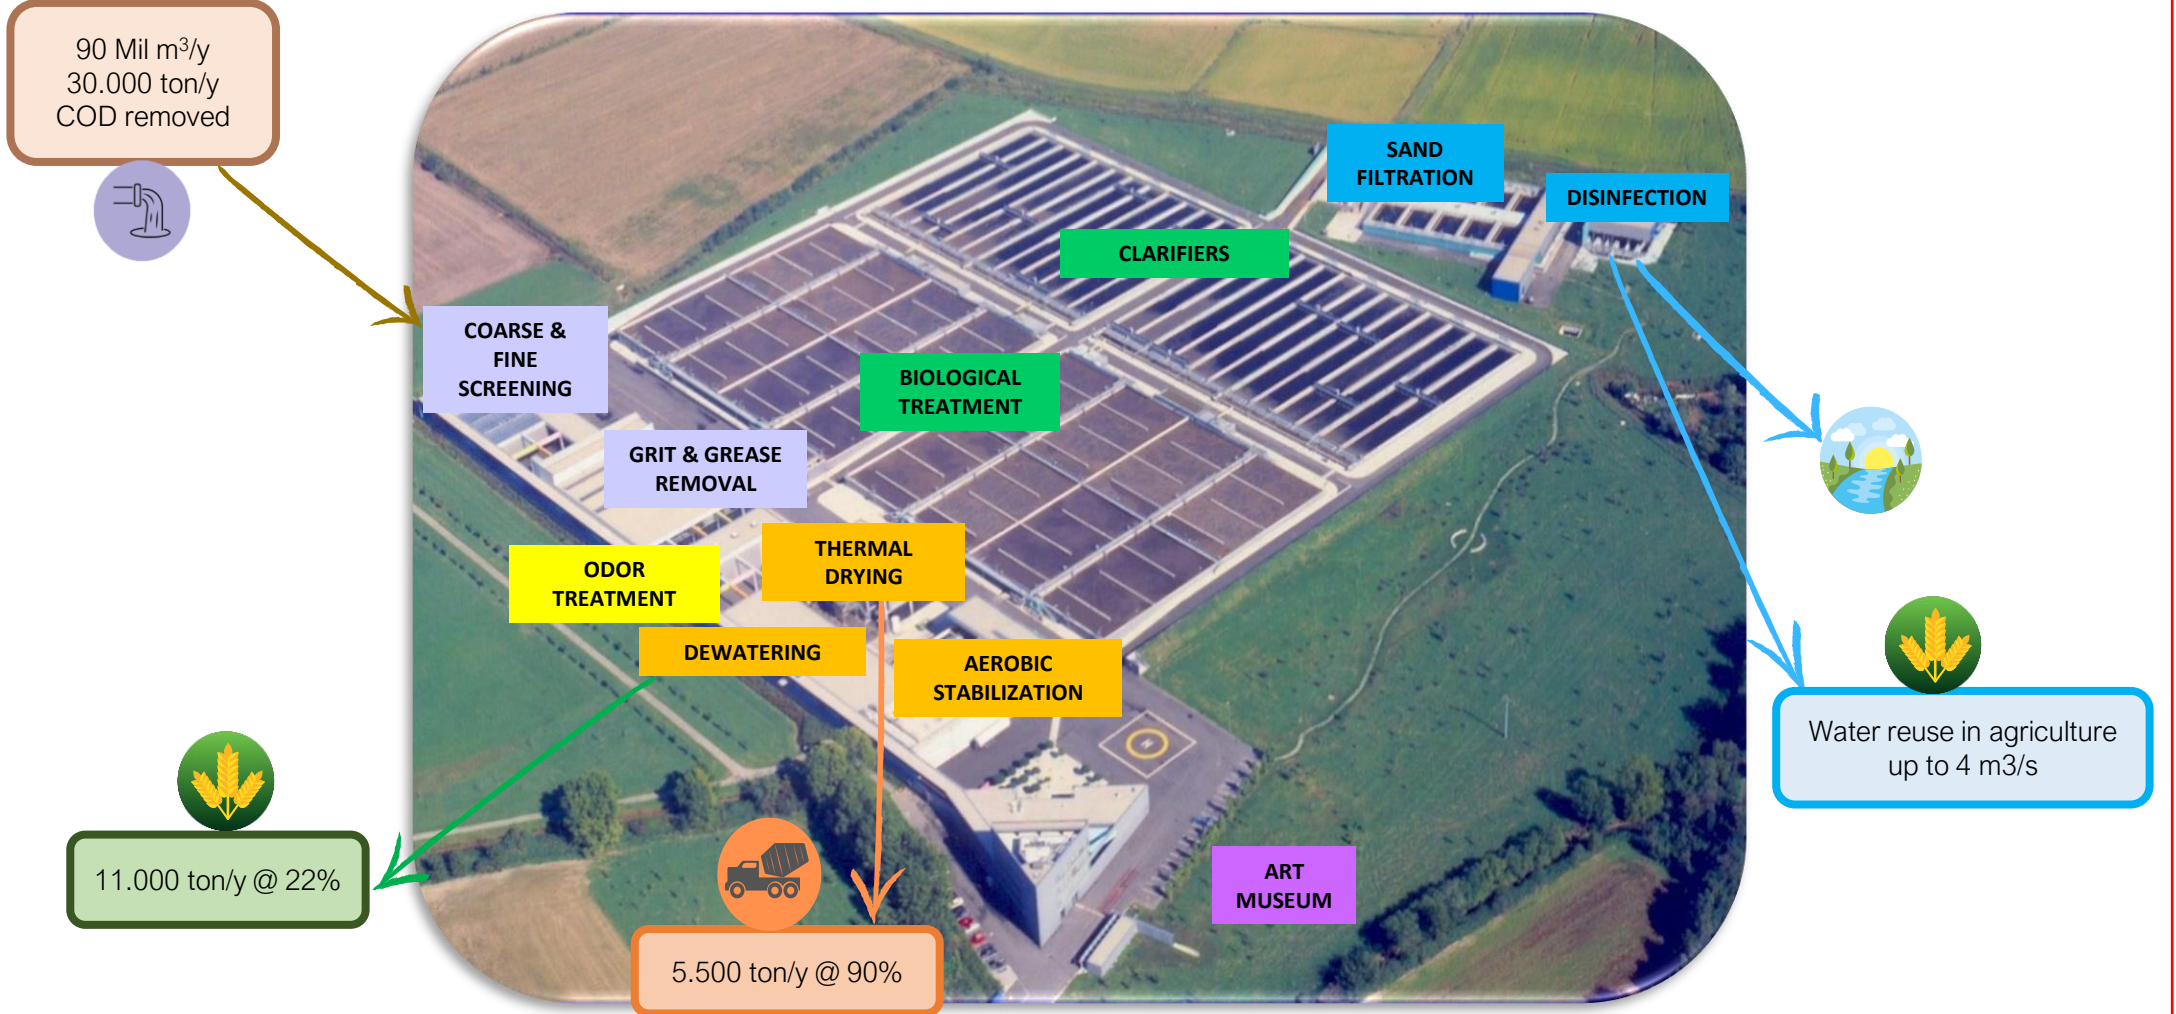 90 Mil m³/y
30.000 ton/y
COD removed
SAND
FILTRATION
DISINFECTION
CLARIFIERS
COARSE &
FINE
SCREENING
BIOLOGICAL
TREATMENT
GRIT & GREASE
REMOVAL
THERMAL
DRYING
ODOR
TREATMENT
DEWATERING
AEROBIC
STABILIZATION
Water reuse in agriculture
up to 4 m3/s
11.000 ton/y @ 22%
ART
MUSEUM
5.500 ton/y @ 90%